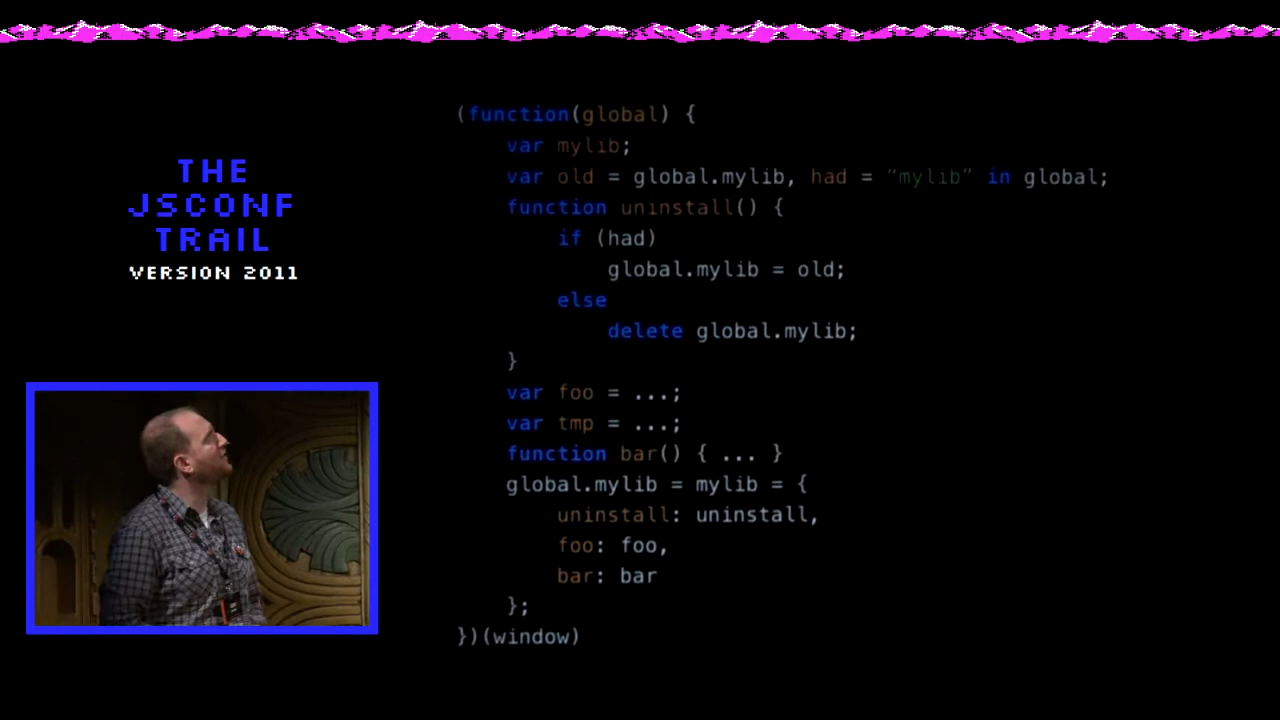 THE
JSCONF
TRAIL
VERSION 2011
(function(global) {
    var mylib;
    var old = global.mylib, had = “mylib” in global;
    function uninstall() {
        if (had)
            global.mylib = old;
        else
            delete global.mylib;
    }
    var foo = ...;
    var tmp = ...;
    function bar() { ... }
    global.mylib = mylib = {
        uninstall: uninstall,
        foo: foo,
        bar: bar
    };
})(window)